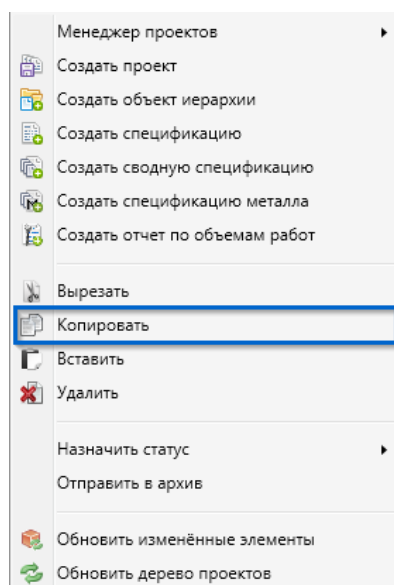 Менеджер проектов
Создать проект
Создать объект иерархии
Создать спецификацию
Создать сводную спецификацию
Создать спецификацию металла
Создать отчет по объемам работ
Вырезать
Копировать
Вставить
Удалить
Назначить статус
Отправить в архив
Обновить изменённые элементы
Обновить дерево проектов